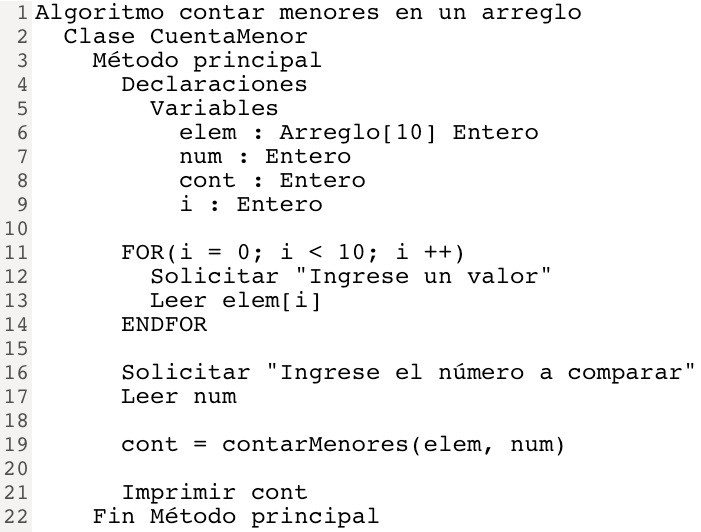 1 Algoritmo contar menores en un arreglo
2 Clase CuentaMenor
3 Método principal
4 Declaraciones
5 Variables
6 elem : Arreglo[10] Entero
7 num : Entero
8 cont : Entero
9 i : Entero
10
11 FOR(i = 0; i < 10; i ++)
12 Solicitar "Ingrese un valor"
13 Leer elem[i]
14 ENDFOR
15
16 Solicitar "Ingrese el número a comparar"
17 Leer num
18
19 cont = contarMenores(elem, num)
20
21 Imprimir cont
22 Fin Método principal